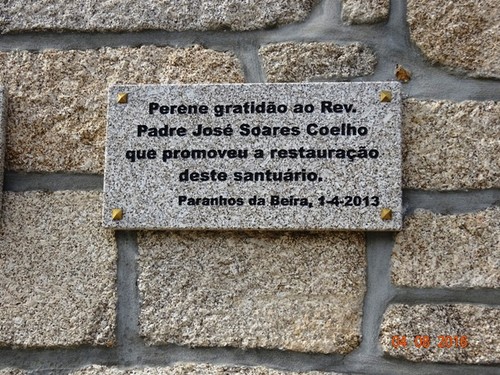 Perene gratidão ao Rev.
Padre José Soares Coelho
que promoveu a restauração
deste santuário.
Paranhos da Beira, 1-4-2013